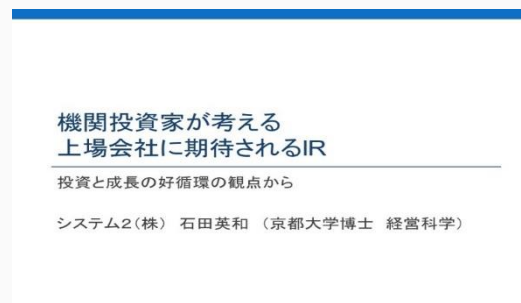 機関投資家が考える
上場会社に期待されるIR
投資と成長の好循環の観点から
システム2（株） 石田英和 （京都大学博士 経営科学）